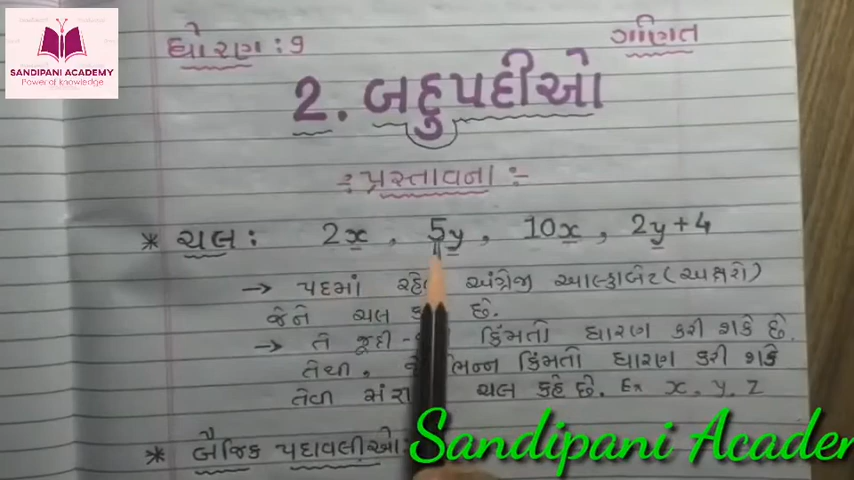 SANDIPANI ACADEMY
Power of knowledge
ધોરણ : 9
ગણિત
2. બહુપદીઓ
:- પ્રસ્તાવના :-
* ચલ : 2x , 5y , 10x , 2y+4
→ પદમાં અંગ્રેજી આલ્ફાબેટ (અક્ષરો)
જેને ચલ છે.
→ તે જૂદી - કિંમતો ધારણ કરી શકે છે.
તેથી, કિંમતો ધારણ કરી શકે
તેવી ચલ કહે છે. Ex x, y, z
* બૈજિક પદાવલીઓ
Sandipani